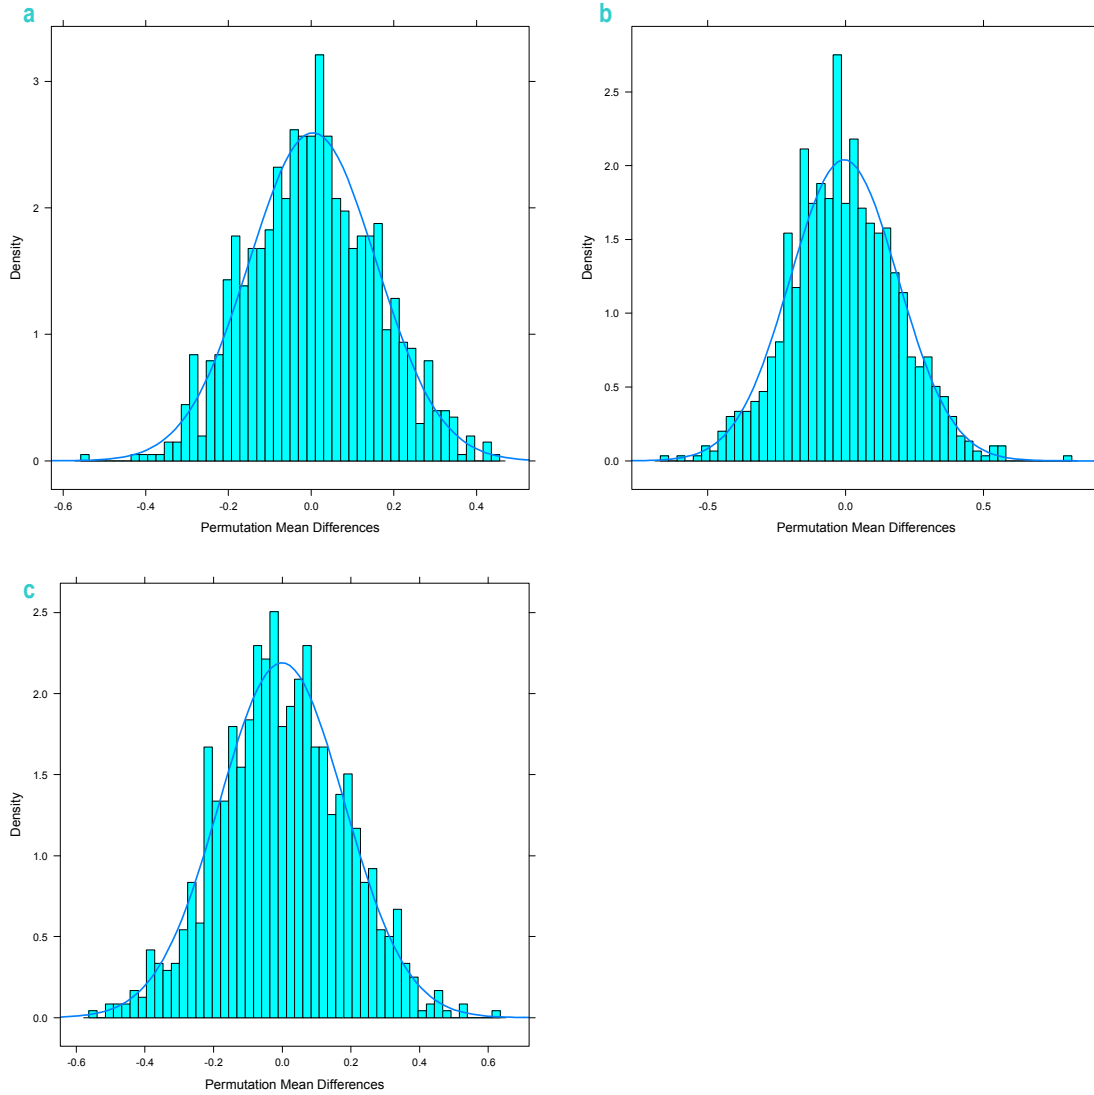 a
3
2
1
0
Density
-0.6 -0.4 -0.2 0.0 0.2 0.4
Permutation Mean Differences
b
2.5
2.0
1.5
1.0
0.5
0.0
Density
-0.5 0.0 0.5
Permutation Mean Differences
c
2.5
2.0
1.5
1.0
0.5
0.0
Density
-0.6 -0.4 -0.2 0.0 0.2 0.4 0.6
Permutation Mean Differences